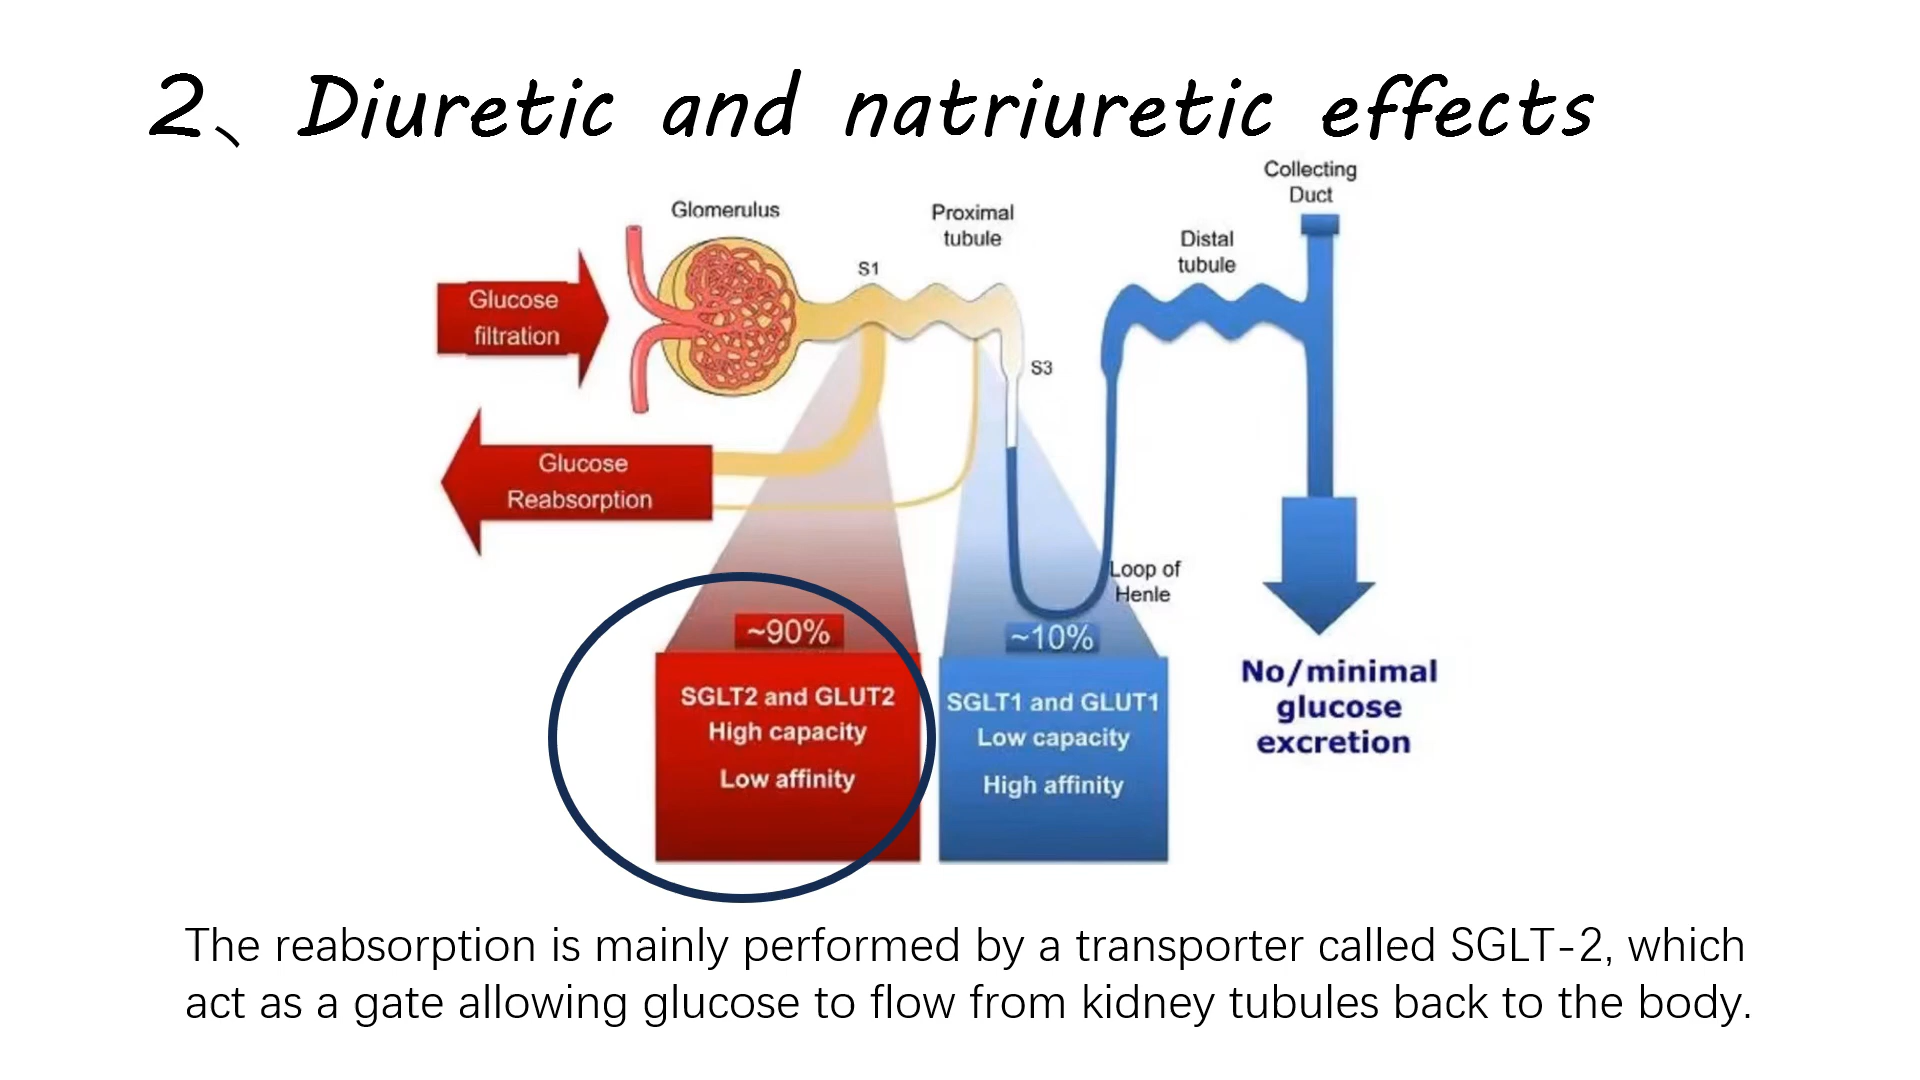 2、Diuretic and natriuretic effects
Collecting
Duct
Glomerulus
Proximal
tubule
Distal
tubule
S1
Glucose
filtration
S3
Glucose
Reabsorption
Loop of
Henle
~90%
SGLT2 and GLUT2
High capacity
Low affinity
~10%
SGLT1 and GLUT1
Low capacity
High affinity
No/minimal
glucose
excretion
The reabsorption is mainly performed by a transporter called SGLT-2, which
act as a gate allowing glucose to flow from kidney tubules back to the body.